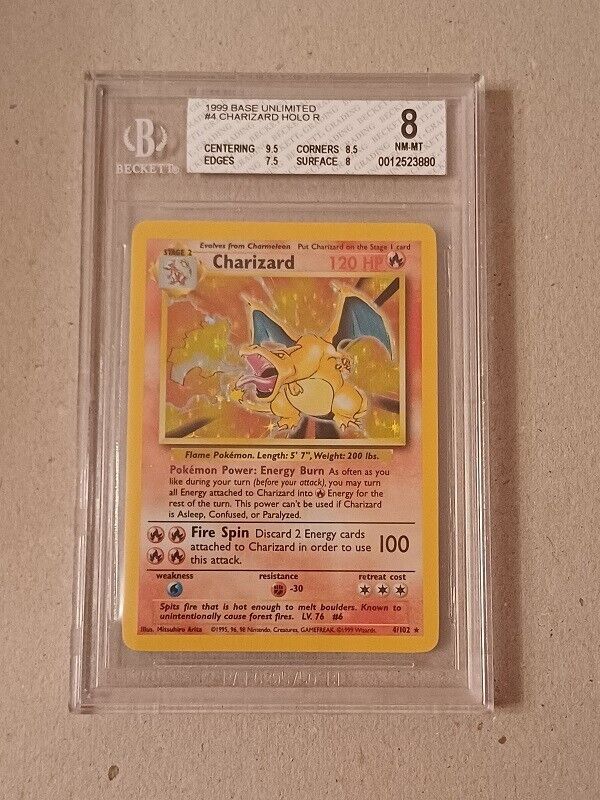 1999 BASE UNLIMITED
#4 CHARIZARD HOLO R
CENTERING 9.5 CORNERS 8.5
EDGES 7.5 SURFACE 8
8
NM-MT
0012523880
B
BECKETT®
Evolves from Charmeleon Put Charizard on the Stage 1 card
STAGE 2
Charizard 120 HP
Flame Pokémon. Length: 5' 7", Weight: 200 lbs.
Pokémon Power: Energy Burn As often as you
like during your turn (before your attack), you may turn
all Energy attached to Charizard into Energy for the
rest of the turn. This power can't be used if Charizard
is Asleep, Confused, or Paralyzed.
Fire Spin Discard 2 Energy cards
attached to Charizard in order to use 100
this attack.
weakness resistance retreat cost
-30
Spits fire that is hot enough to melt boulders. Known to
unintentionally cause forest fires. LV. 76 #6
Illus. Mitsuhiro Arita ©1995, 96, 98 Nintendo, Creatures, GAMEFREAK. ©1999 Wizards. 4/102 ★